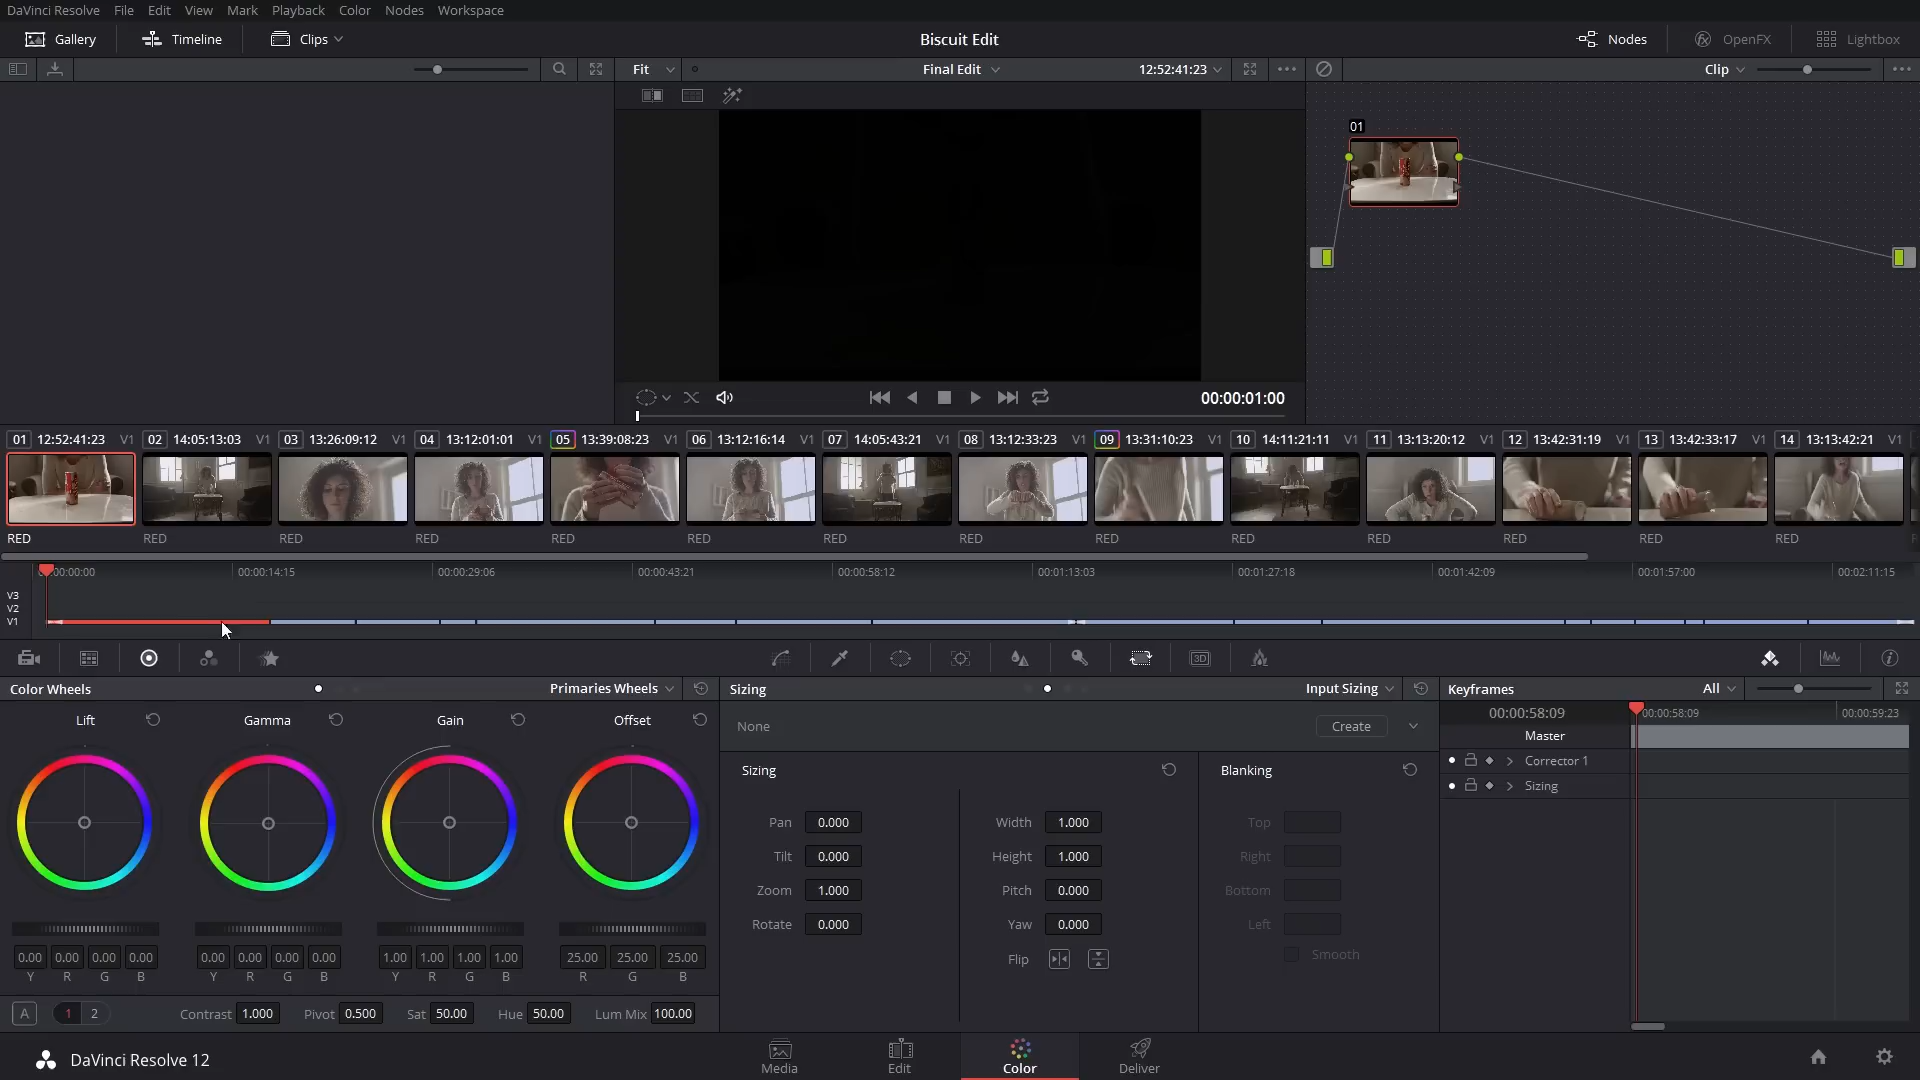 DaVinci Resolve File Edit View Mark Playback Color Nodes Workspace
Gallery Timeline Clips Biscuit Edit Nodes OpenFX Lightbox
Fit Final Edit 12:52:41:23 Clip
01
00:00:01:00
01 12:52:41:23 V1 02 14:05:13:03 V1 03 13:26:09:12 V1 04 13:12:01:01 V1 05 13:39:08:23 V1 06 13:12:16:14 V1 07 14:05:43:21 V1 08 13:12:33:23 V1 09 13:31:10:23 V1 10 14:11:21:11 V1 11 13:13:20:12 V1 12 13:42:31:19 V1 13 13:42:33:17 V1 14 13:13:42:21 V1
RED RED RED RED RED RED RED RED RED RED RED RED RED RED
00:00:00:00 00:00:14:15 00:00:29:06 00:00:43:21 00:00:58:12 00:01:13:03 00:01:27:18 00:01:42:09 00:01:57:00 00:02:11:15
V3
V2
V1
3D
Color Wheels Primaries Wheels Sizing Input Sizing Keyframes All
Lift Gamma Gain Offset None Create 00:00:58:09 00:00:58:09 00:00:59:23
Master
Corrector 1
Sizing Blanking Sizing
Pan 0.000 Width 1.000 Top
Tilt 0.000 Height 1.000 Right
Zoom 1.000 Pitch 0.000 Bottom
Rotate 0.000 Yaw 0.000 Left
Flip Smooth
0.00 0.00 0.00 0.00 0.00 0.00 0.00 0.00 1.00 1.00 1.00 1.00 25.00 25.00 25.00
Y R G B Y R G B Y R G B R G B
A 1 2 Contrast 1.000 Pivot 0.500 Sat 50.00 Hue 50.00 Lum Mix 100.00
DaVinci Resolve 12 Media Edit Color Deliver